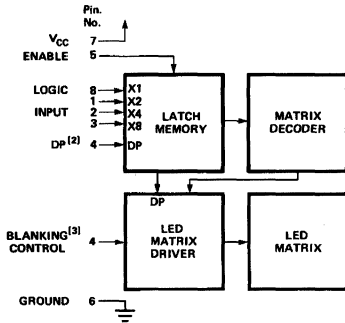 Pin.
No.
VCC 7
ENABLE 5
LOGIC 8 X1
1 X2
INPUT 2 X4
3 X8
DP[2] 4 DP
LATCH
MEMORY
MATRIX
DECODER
DP
BLANKING[3]
CONTROL 4
LED
MATRIX
DRIVER
LED
MATRIX
GROUND 6